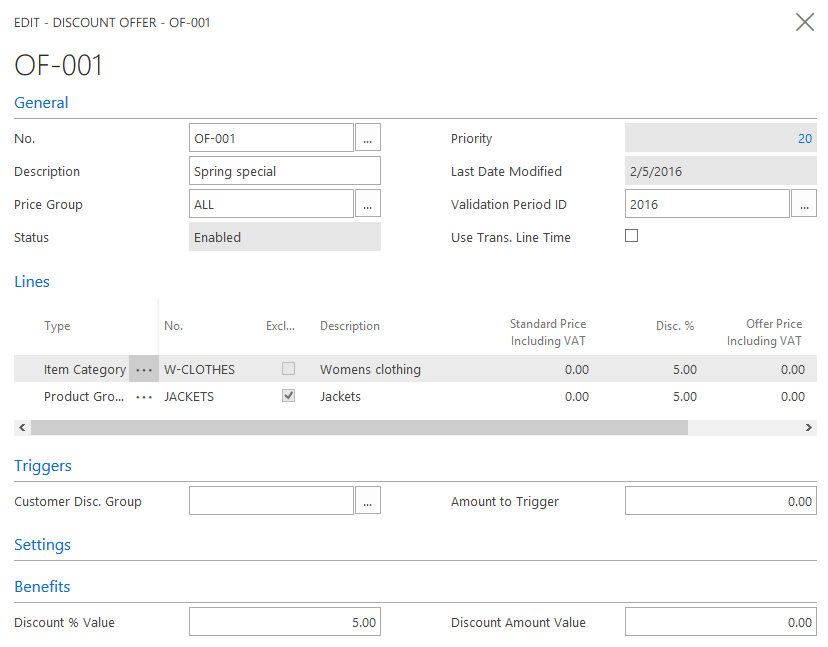 EDIT - DISCOUNT OFFER - OF-001
OF-001
General
No. OF-001 ... Priority 20
Description Spring special Last Date Modified 2/5/2016
Price Group ALL ... Validation Period ID 2016 ...
Status Enabled Use Trans. Line Time
Lines
Type No. Excl... Description Standard Price Including VAT Disc. % Offer Price Including VAT
Item Category ... W-CLOTHES Womens clothing 0.00 5.00 0.00
Product Gro... ... JACKETS Jackets 0.00 5.00 0.00
Triggers
Customer Disc. Group ... Amount to Trigger 0.00
Settings
Benefits
Discount % Value 5.00 Discount Amount Value 0.00